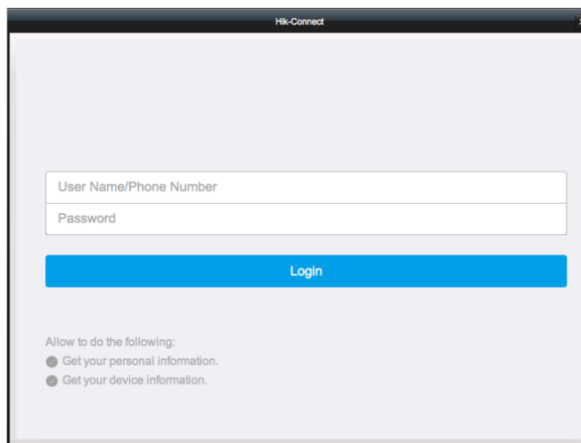 Hik-Connect
User Name/Phone Number
Password
Login
Allow to do the following:
Get your personal information.
Get your device information.